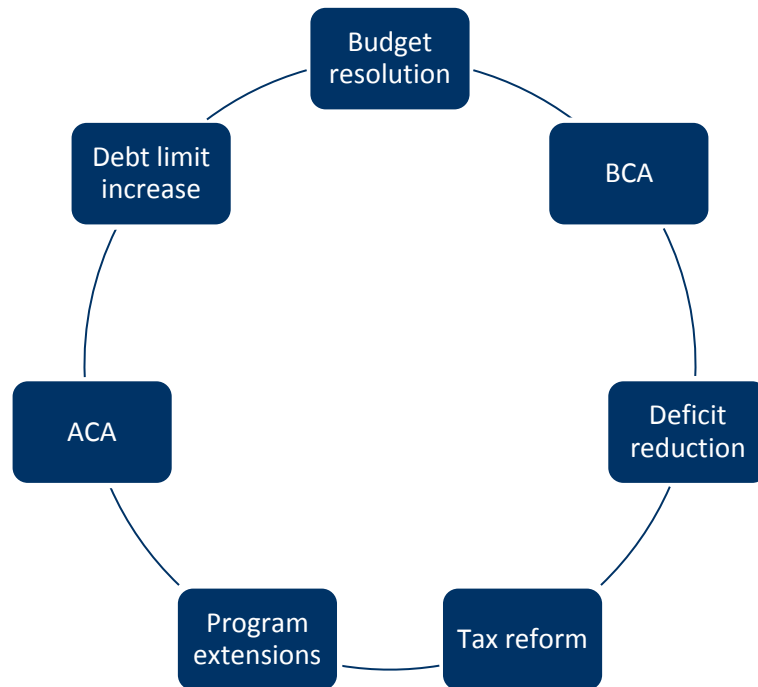 Budget
resolution
BCA
Deficit
reduction
Tax reform
Program
extensions
ACA
Debt limit
increase